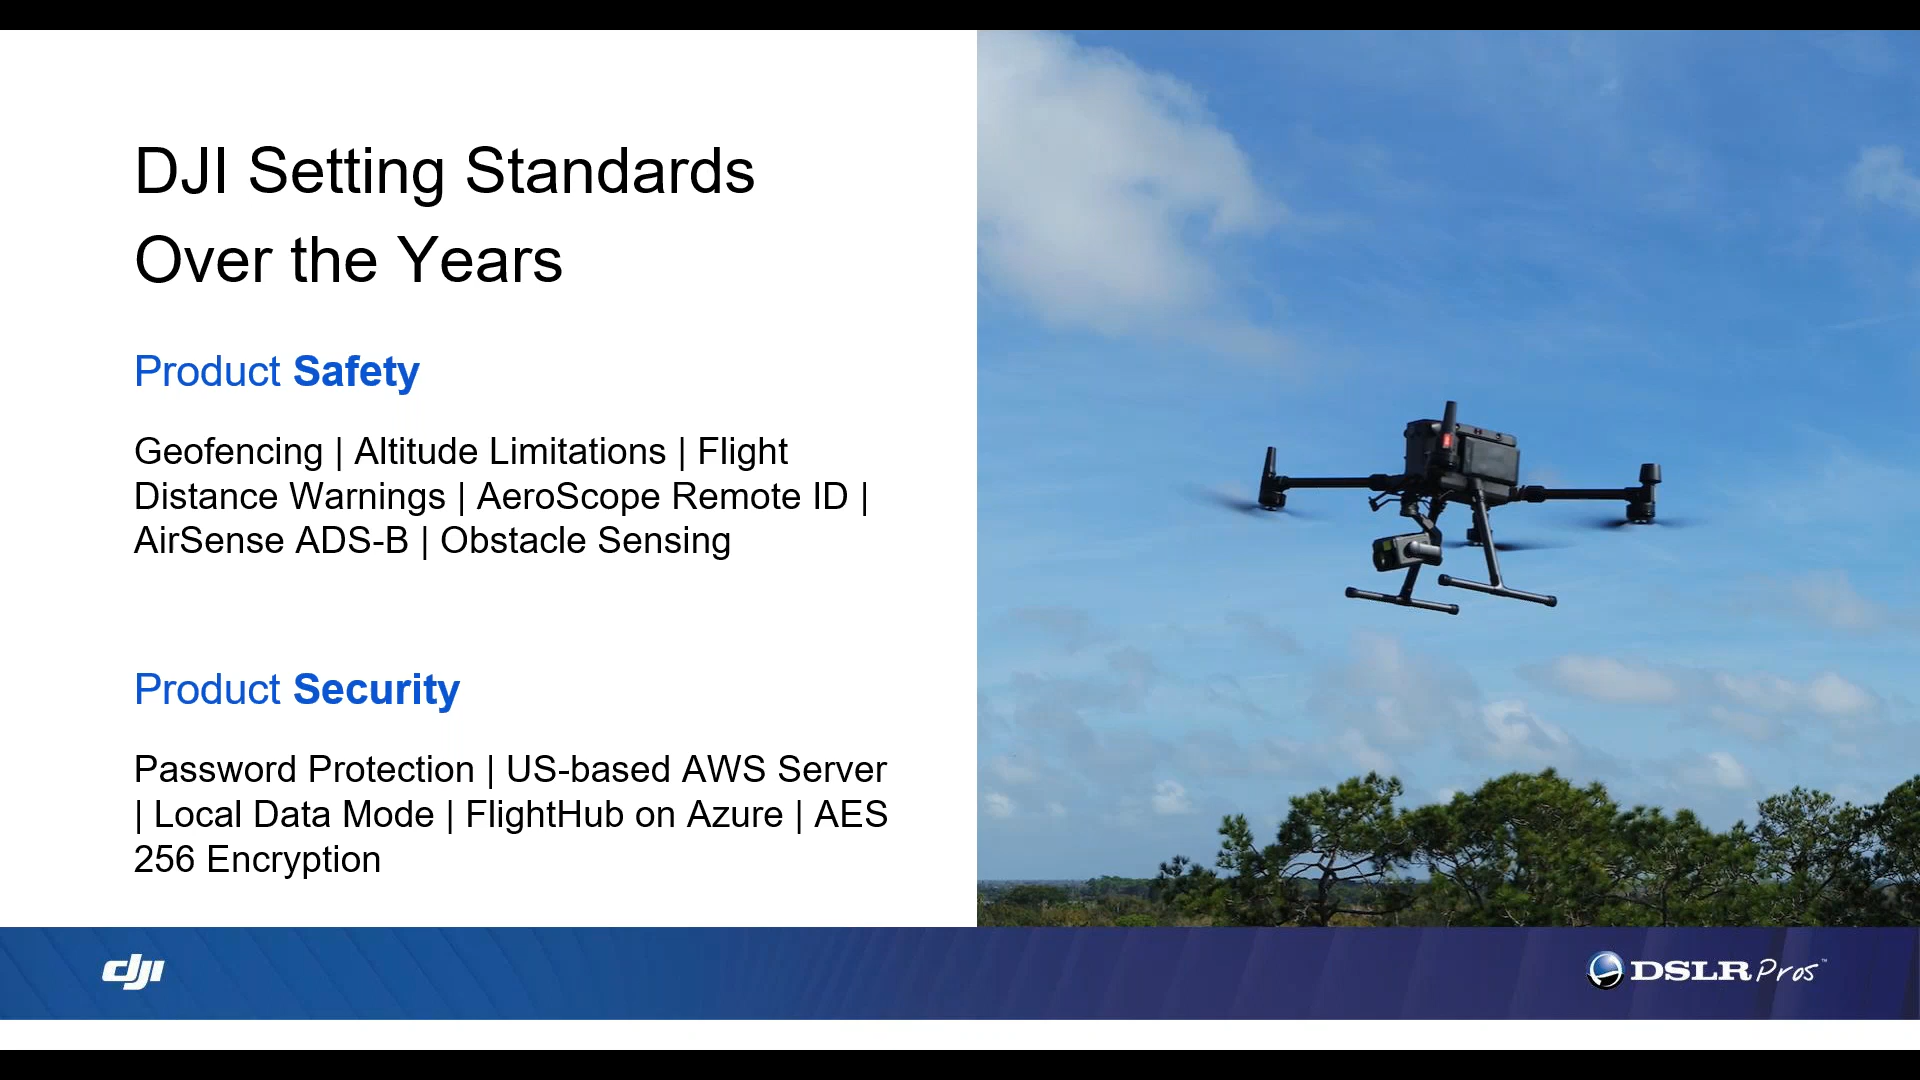 DJI Setting Standards
Over the Years
Product Safety
Geofencing | Altitude Limitations | Flight
Distance Warnings | AeroScope Remote ID |
AirSense ADS-B | Obstacle Sensing
Product Security
Password Protection | US-based AWS Server
| Local Data Mode | FlightHub on Azure | AES
256 Encryption
dji
DSLR Pros™